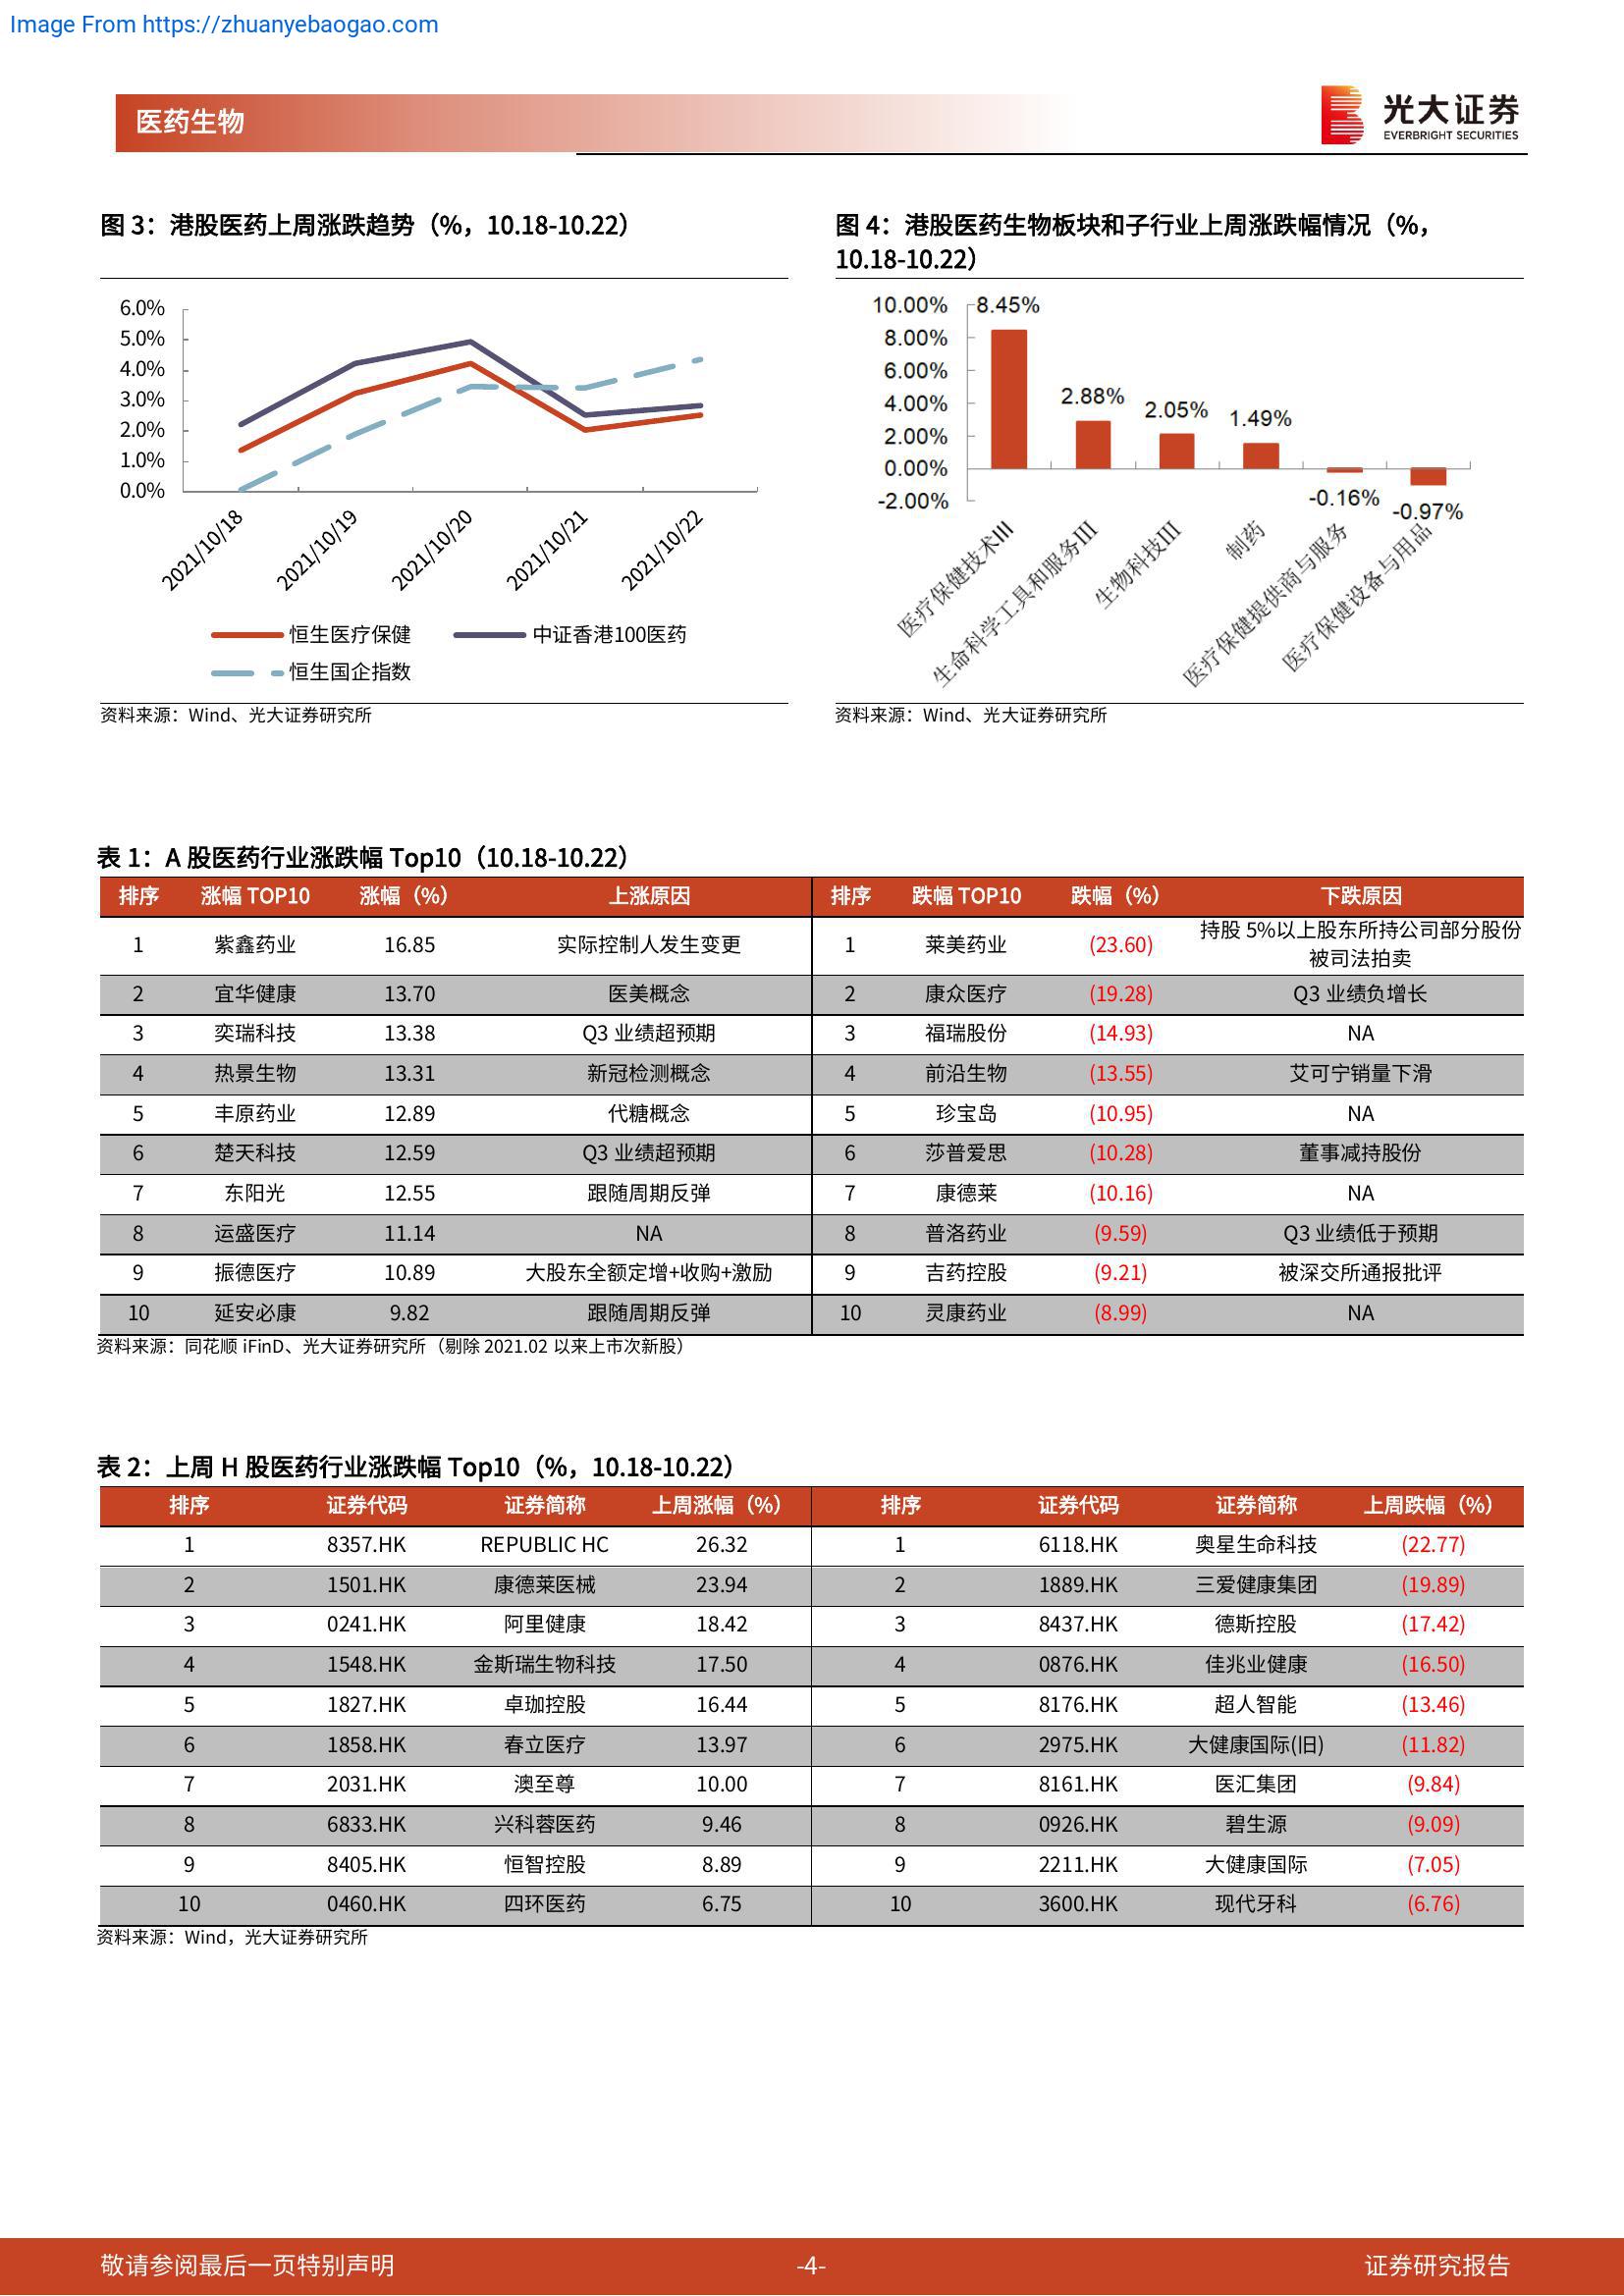 Image From https://zhuanyebaogao.com
医药生物
光大证券
EVERBRIGHT SECURITIES
图 3：港股医药上周涨跌趋势（%，10.18-10.22）
6.0%
5.0%
4.0%
3.0%
2.0%
1.0%
0.0%
2021/10/18
2021/10/19
2021/10/20
2021/10/21
2021/10/22
恒生医疗保健 中证香港100医药
恒生国企指数
资料来源：Wind、光大证券研究所
图 4：港股医药生物板块和子行业上周涨跌幅情况（%，
10.18-10.22）
10.00%
8.00%
6.00%
4.00%
2.00%
0.00%
-2.00%
8.45%
2.88%
2.05%
1.49%
-0.16%
-0.97%
医疗保健技术III
生命科学工具和服务III
生物科技III
制药
医疗保健提供商与服务
医疗保健设备与用品
资料来源：Wind、光大证券研究所
表 1：A 股医药行业涨跌幅 Top10（10.18-10.22）
排序 涨幅 TOP10 涨幅（%） 上涨原因 排序 跌幅 TOP10 跌幅（%） 下跌原因
1 紫鑫药业 16.85 实际控制人发生变更 1 莱美药业 (23.60) 持股 5%以上股东所持公司部分股份
被司法拍卖
2 宜华健康 13.70 医美概念 2 康众医疗 (19.28) Q3 业绩负增长
3 奕瑞科技 13.38 Q3 业绩超预期 3 福瑞股份 (14.93) NA
4 热景生物 13.31 新冠检测概念 4 前沿生物 (13.55) 艾可宁销量下滑
5 丰原药业 12.89 代糖概念 5 珍宝岛 (10.95) NA
6 楚天科技 12.59 Q3 业绩超预期 6 莎普爱思 (10.28) 董事减持股份
7 东阳光 12.55 跟随周期反弹 7 康德莱 (10.16) NA
8 运盛医疗 11.14 NA 8 普洛药业 (9.59) Q3 业绩低于预期
9 振德医疗 10.89 大股东全额定增+收购+激励 9 吉药控股 (9.21) 被深交所通报批评
10 延安必康 9.82 跟随周期反弹 10 灵康药业 (8.99) NA
资料来源：同花顺 iFinD、光大证券研究所（剔除 2021.02 以来上市次新股）
表 2：上周 H 股医药行业涨跌幅 Top10（%，10.18-10.22）
排序 证券代码 证券简称 上周涨幅（%） 排序 证券代码 证券简称 上周跌幅（%）
1 8357.HK REPUBLIC HC 26.32 1 6118.HK 奥星生命科技 (22.77)
2 1501.HK 康德莱医械 23.94 2 1889.HK 三爱健康集团 (19.89)
3 0241.HK 阿里健康 18.42 3 8437.HK 德斯控股 (17.42)
4 1548.HK 金斯瑞生物科技 17.50 4 0876.HK 佳兆业健康 (16.50)
5 1827.HK 卓珈控股 16.44 5 8176.HK 超人智能 (13.46)
6 1858.HK 春立医疗 13.97 6 2975.HK 大健康国际(旧) (11.82)
7 2031.HK 澳至尊 10.00 7 8161.HK 医汇集团 (9.84)
8 6833.HK 兴科蓉医药 9.46 8 0926.HK 碧生源 (9.09)
9 8405.HK 恒智控股 8.89 9 2211.HK 大健康国际 (7.05)
10 0460.HK 四环医药 6.75 10 3600.HK 现代牙科 (6.76)
资料来源：Wind，光大证券研究所
敬请参阅最后一页特别声明 -4- 证券研究报告